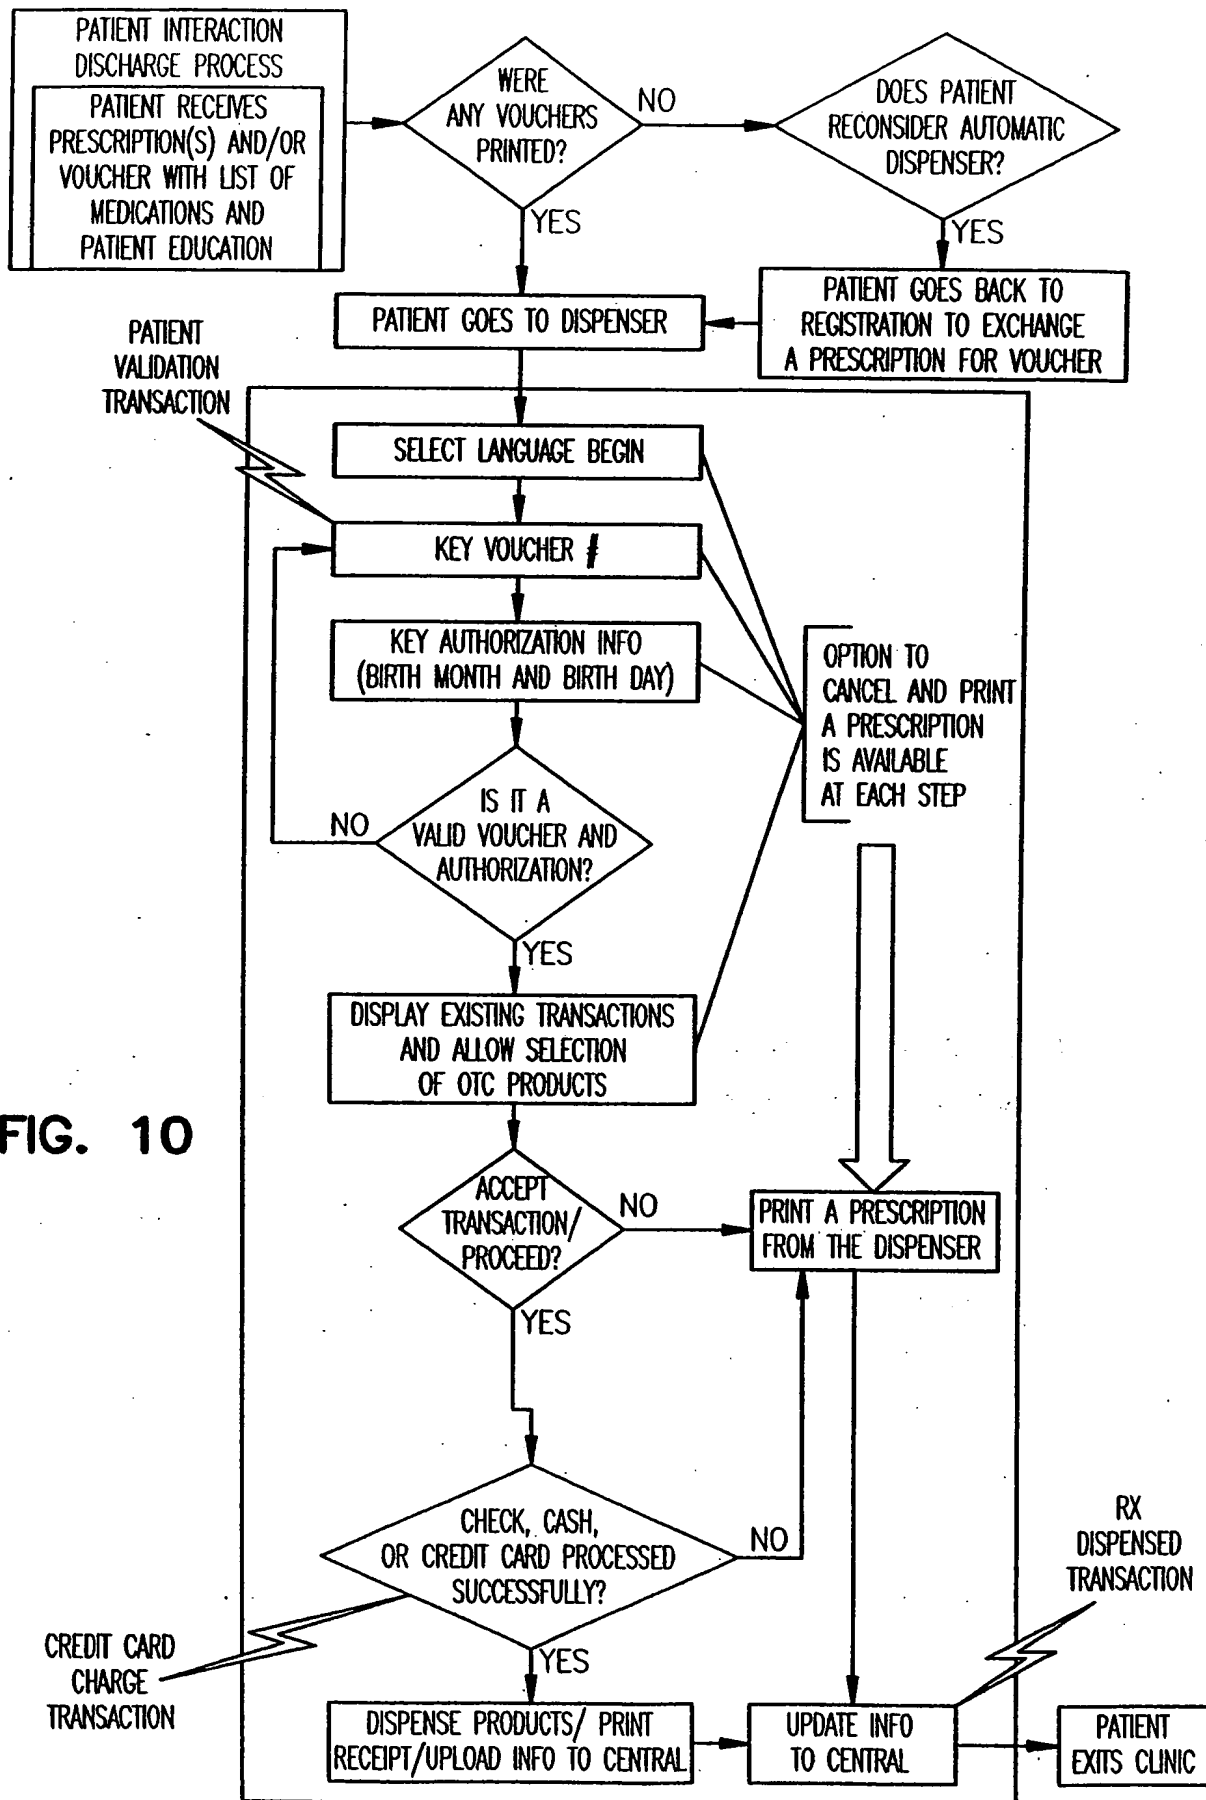 PATIENT INTERACTION
DISCHARGE PROCESS
PATIENT RECEIVES
PRESCRIPTION(S) AND/OR
VOUCHER WITH LIST OF
MEDICATIONS AND
PATIENT EDUCATION
WERE
ANY VOUCHERS
PRINTED?
NO
DOES PATIENT
RECONSIDER AUTOMATIC
DISPENSER?
YES
YES
PATIENT GOES TO DISPENSER
PATIENT GOES BACK TO
REGISTRATION TO EXCHANGE
A PRESCRIPTION FOR VOUCHER
PATIENT
VALIDATION
TRANSACTION
SELECT LANGUAGE BEGIN
KEY VOUCHER #
KEY AUTHORIZATION INFO
(BIRTH MONTH AND BIRTH DAY)
OPTION TO
CANCEL AND PRINT
A PRESCRIPTION
IS AVAILABLE
AT EACH STEP
IS IT A
VALID VOUCHER AND
AUTHORIZATION?
NO
YES
DISPLAY EXISTING TRANSACTIONS
AND ALLOW SELECTION
OF OTC PRODUCTS
FIG. 10
ACCEPT
TRANSACTION/
PROCEED?
NO
PRINT A PRESCRIPTION
FROM THE DISPENSER
YES
CHECK, CASH,
OR CREDIT CARD PROCESSED
SUCCESSFULLY?
NO
RX
DISPENSED
TRANSACTION
CREDIT CARD
CHARGE
TRANSACTION
YES
DISPENSE PRODUCTS/ PRINT
RECEIPT/UPLOAD INFO TO CENTRAL
UPDATE INFO
TO CENTRAL
PATIENT
EXITS CLINIC